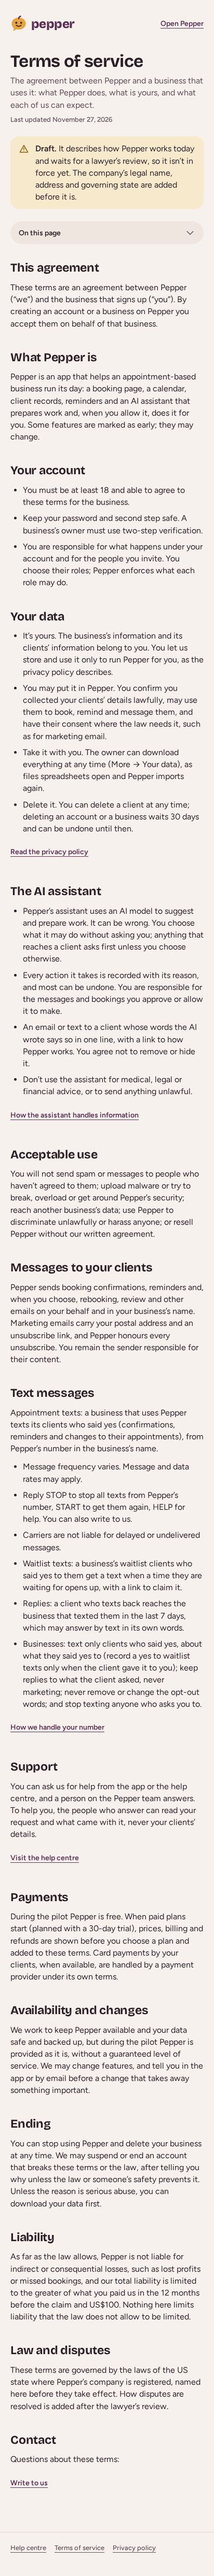 pepper
Open Pepper
Terms of service
The agreement between Pepper and a business that
uses it: what Pepper does, what is yours, and what
each of us can expect.
Last updated November 27, 2026
Draft. It describes how Pepper works today
and waits for a lawyer's review, so it isn't in
force yet. The company's legal name,
address and governing state are added
before it is.
On this page
This agreement
These terms are an agreement between Pepper
("we") and the business that signs up ("you"). By
creating an account or a business on Pepper you
accept them on behalf of that business.
What Pepper is
Pepper is an app that helps an appointment-based
business run its day: a booking page, a calendar,
client records, reminders and an AI assistant that
prepares work and, when you allow it, does it for
you. Some features are marked as early; they may
change.
Your account
• You must be at least 18 and able to agree to
these terms for the business.
• Keep your password and second step safe. A
business's owner must use two-step verification.
• You are responsible for what happens under your
account and for the people you invite. You
choose their roles; Pepper enforces what each
role may do.
Your data
• It's yours. The business's information and its
clients' information belong to you. We let us
store and use it only to run Pepper for you, as the
privacy policy describes.
• You may put it in Pepper. You confirm you
collected your clients' details lawfully, may use
them to book, remind and message them, and
have their consent where the law needs it, such
as for marketing email.
• Take it with you. The owner can download
everything at any time (More → Your data), as
files spreadsheets open and Pepper imports
again.
• Delete it. You can delete a client at any time;
deleting an account or a business waits 30 days
and can be undone until then.
Read the privacy policy
The AI assistant
• Pepper's assistant uses an AI model to suggest
and prepare work. It can be wrong. You choose
what it may do without asking you; anything that
reaches a client asks first unless you choose
otherwise.
• Every action it takes is recorded with its reason,
and most can be undone. You are responsible for
the messages and bookings you approve or allow
it to make.
• An email or text to a client whose words the AI
wrote says so in one line, with a link to how
Pepper works. You agree not to remove or hide
it.
• Don't use the assistant for medical, legal or
financial advice, or to send anything unlawful.
How the assistant handles information
Acceptable use
You will not send spam or messages to people who
haven't agreed to them; upload malware or try to
break, overload or get around Pepper's security;
reach another business's data; use Pepper to
discriminate unlawfully or harass anyone; or resell
Pepper without our written agreement.
Messages to your clients
Pepper sends booking confirmations, reminders and,
when you choose, rebooking, review and other
emails on your behalf and in your business's name.
Marketing emails carry your postal address and an
unsubscribe link, and Pepper honours every
unsubscribe. You remain the sender responsible for
their content.
Text messages
Appointment texts: a business that uses Pepper
texts its clients who said yes (confirmations,
reminders and changes to their appointments), from
Pepper's number in the business's name.
• Message frequency varies. Message and data
rates may apply.
• Reply STOP to stop all texts from Pepper's
number, START to get them again, HELP for
help. You can also write to us.
• Carriers are not liable for delayed or undelivered
messages.
• Waitlist texts: a business's waitlist clients who
said yes to them get a text when a time they are
waiting for opens up, with a link to claim it.
• Replies: a client who texts back reaches the
business that texted them in the last 7 days,
which may answer by text in its own words.
• Businesses: text only clients who said yes, about
what they said yes to (record a yes to waitlist
texts only when the client gave it to you); keep
replies to what the client asked, never
marketing; never remove or change the opt-out
words; and stop texting anyone who asks you to.
How we handle your number
Support
You can ask us for help from the app or the help
centre, and a person on the Pepper team answers.
To help you, the people who answer can read your
request and what came with it, never your clients'
details.
Visit the help centre
Payments
During the pilot Pepper is free. When paid plans
start (planned with a 30-day trial), prices, billing and
refunds are shown before you choose a plan and
added to these terms. Card payments by your
clients, when available, are handled by a payment
provider under its own terms.
Availability and changes
We work to keep Pepper available and your data
safe and backed up, but during the pilot Pepper is
provided as it is, without a guaranteed level of
service. We may change features, and tell you in the
app or by email before a change that takes away
something important.
Ending
You can stop using Pepper and delete your business
at any time. We may suspend or end an account
that breaks these terms or the law, after telling you
why unless the law or someone's safety prevents it.
Unless the reason is serious abuse, you can
download your data first.
Liability
As far as the law allows, Pepper is not liable for
indirect or consequential losses, such as lost profits
or missed bookings, and our total liability is limited
to the greater of what you paid us in the 12 months
before the claim and US$100. Nothing here limits
liability that the law does not allow to be limited.
Law and disputes
These terms are governed by the laws of the US
state where Pepper's company is registered, named
here before they take effect. How disputes are
resolved is added after the lawyer's review.
Contact
Questions about these terms:
Write to us
Help centre
Terms of service
Privacy policy